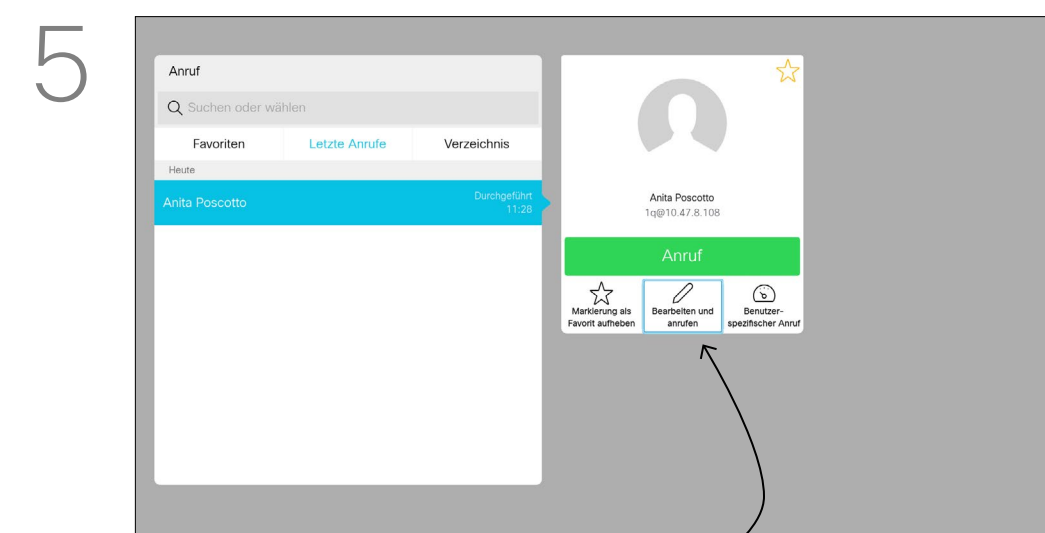 5
Anruf
Suchen oder wählen
Favoriten Letzte Anrufe Verzeichnis
Heute
Anita Poscotto
Durchgeführt
11:28
Anita Poscotto
1q@10.47.8.108
Anruf
Markierung als
Favorit aufheben
Bearbeiten und
anrufen
Benutzer-
spezifischer Anruf